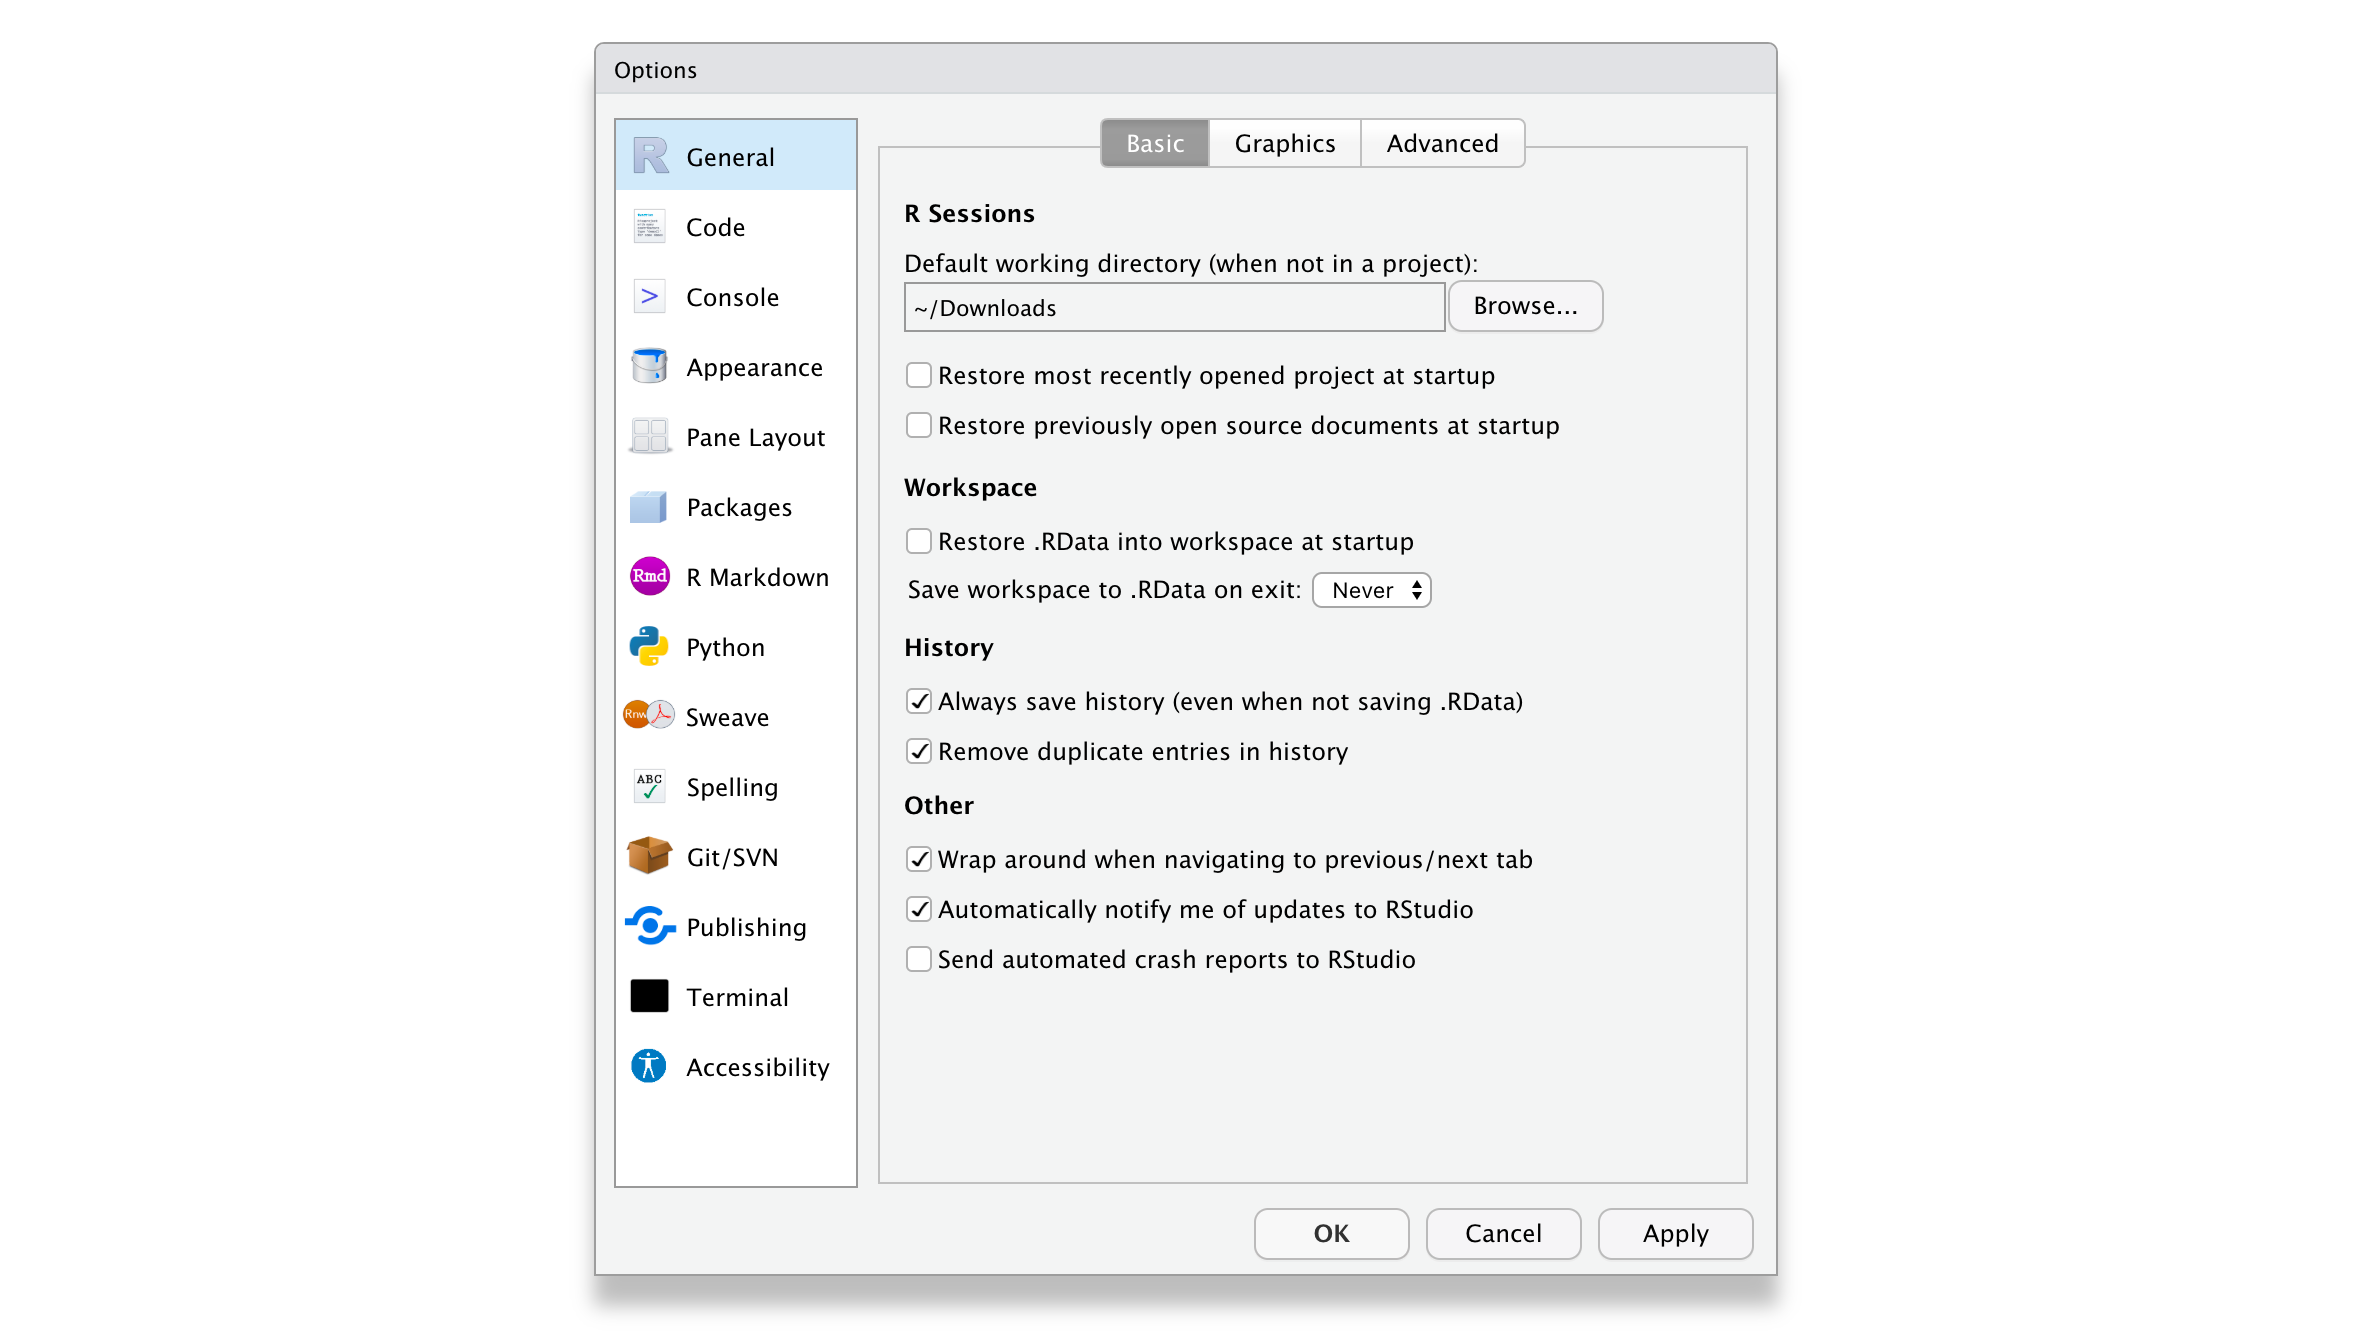 Options
General
Code
>
Console
Appearance
Pane Layout
Packages
Rmd
R Markdown
Python
Rnw
Sweave
ABC
Spelling
Git/SVN
Publishing
Terminal
Accessibility
Basic Graphics Advanced
R Sessions
Default working directory (when not in a project):
~/Downloads Browse...
Restore most recently opened project at startup
Restore previously open source documents at startup
Workspace
Restore .RData into workspace at startup
Save workspace to .RData on exit: Never
History
Always save history (even when not saving .RData)
Remove duplicate entries in history
Other
Wrap around when navigating to previous/next tab
Automatically notify me of updates to RStudio
Send automated crash reports to RStudio
OK Cancel Apply